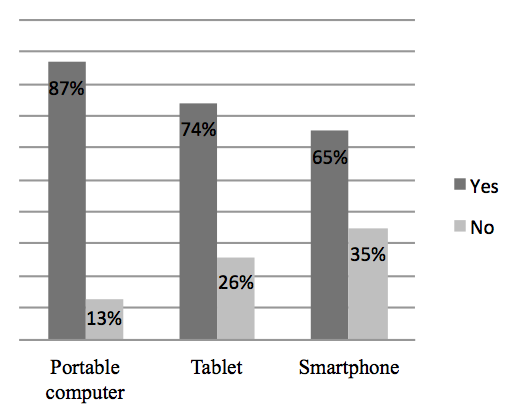 87%
74%
65%
35%
26%
13%
Yes
No
Portable
computer
Tablet
Smartphone